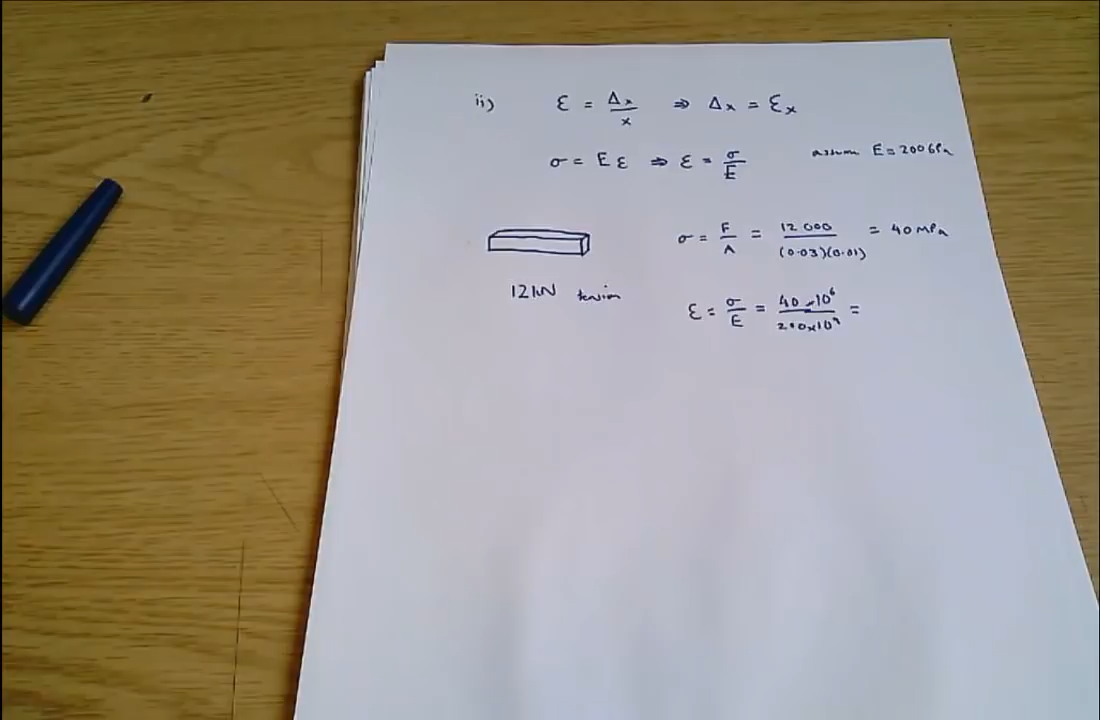 ii) ε = Δx/x ⇒ Δx = εx
σ = Eε ⇒ ε = σ/E assum E = 200GPa
σ = F/A = 12 000/(0.03)(0.01) = 40MPa
12kN tension
ε = σ/E = 40 ×10⁶/200×10⁹ =